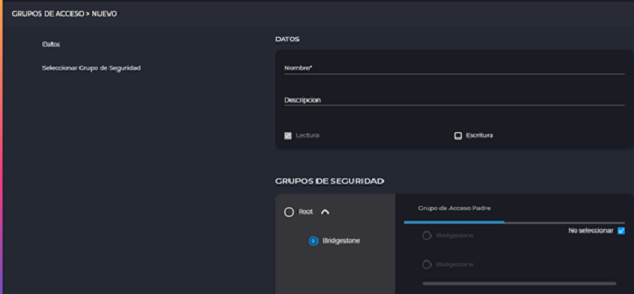 GRUPOS DE ACCESO > NUEVO
Datos
Seleccionar Grupo de Seguridad
DATOS
Nombre*
Descripcion
Lectura
Escritura
GRUPOS DE SEGURIDAD
Root
Bridgestone
Grupo de Acceso Padre
No seleccionar
Bridgestone
Bridgestone